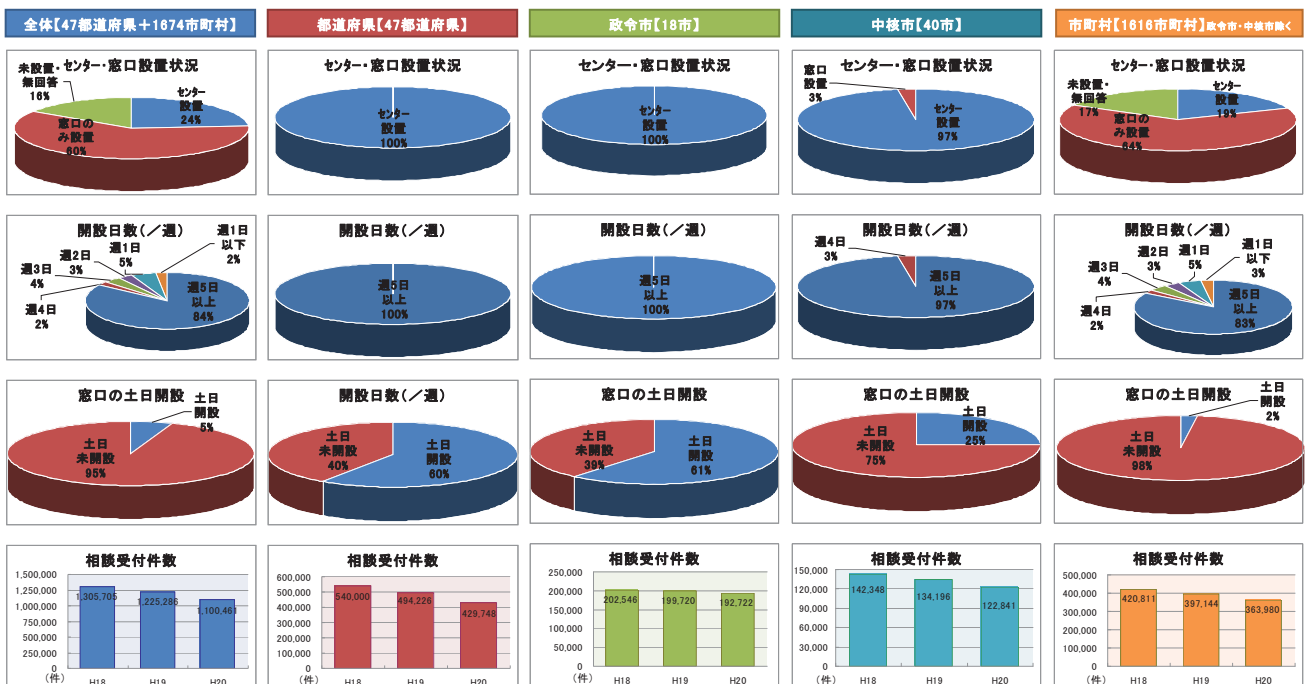 全体【47都道府県＋1674市町村】
都道府県【47都道府県】
政令市【18市】
中核市【40市】
市町村【1616市町村】政令市・中核市除く
センター・窓口設置状況
未設置・
無回答
16%
センター
設置
24%
窓口の
み設置
60%
センター・窓口設置状況
センター
設置
100%
センター・窓口設置状況
センター
設置
100%
センター・窓口設置状況
窓口
設置
3%
センター
設置
97%
センター・窓口設置状況
未設置・
無回答
17%
センター
設置
19%
窓口の
み設置
64%
開設日数(/週)
週1日
以下
2%
週1日
5%
週2日
3%
週3日
4%
週4日
2%
週5日
以上
84%
開設日数(/週)
週5日
以上
100%
開設日数(/週)
週5日
以上
100%
開設日数(/週)
週4日
3%
週5日
以上
97%
開設日数(/週)
週1日
以下
3%
週1日
5%
週2日
3%
週3日
4%
週4日
2%
週5日
以上
83%
窓口の土日開設
土日
開設
5%
土日
未開設
95%
開設日数(/週)
土日
未開設
40%
土日
開設
60%
窓口の土日開設
土日
未開設
39%
土日
開設
61%
窓口の土日開設
土日
開設
25%
土日
未開設
75%
窓口の土日開設
土日
開設
2%
土日
未開設
98%
相談受付件数
1,500,000
1,250,000
1,000,000
750,000
500,000
250,000
0
(件)
1,305,705
1,225,286
1,100,461
H18
H19
H20
相談受付件数
600,000
500,000
400,000
300,000
200,000
100,000
0
(件)
540,000
494,226
429,748
H18
H19
H20
相談受付件数
250,000
200,000
150,000
100,000
50,000
0
(件)
202,546
199,720
192,722
H18
H19
H20
相談受付件数
150,000
120,000
90,000
60,000
30,000
0
(件)
142,348
134,196
122,841
H18
H19
H20
相談受付件数
500,000
400,000
300,000
200,000
100,000
0
(件)
420,811
397,144
363,980
H18
H19
H20